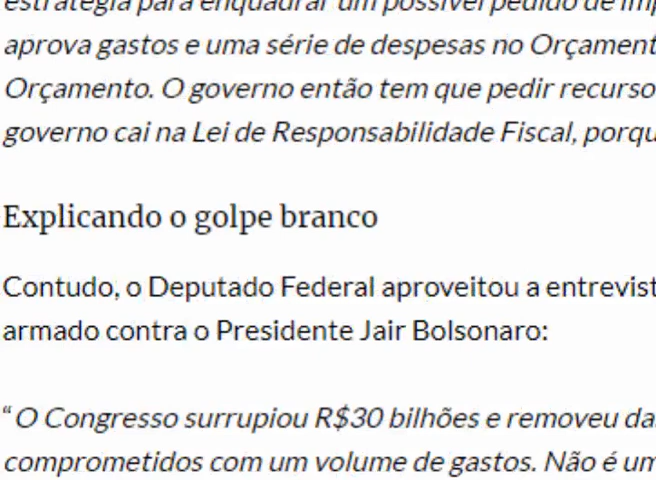 estratégia para enquadrar um possível pedido de imp
aprova gastos e uma série de despesas no Orçament
Orçamento. O governo então tem que pedir recurso
governo cai na Lei de Responsabilidade Fiscal, porqu
Explicando o golpe branco
Contudo, o Deputado Federal aproveitou a entrevist
armado contra o Presidente Jair Bolsonaro:
“O Congresso surrupiou R$30 bilhões e removeu da
comprometidos com um volume de gastos. Não é um